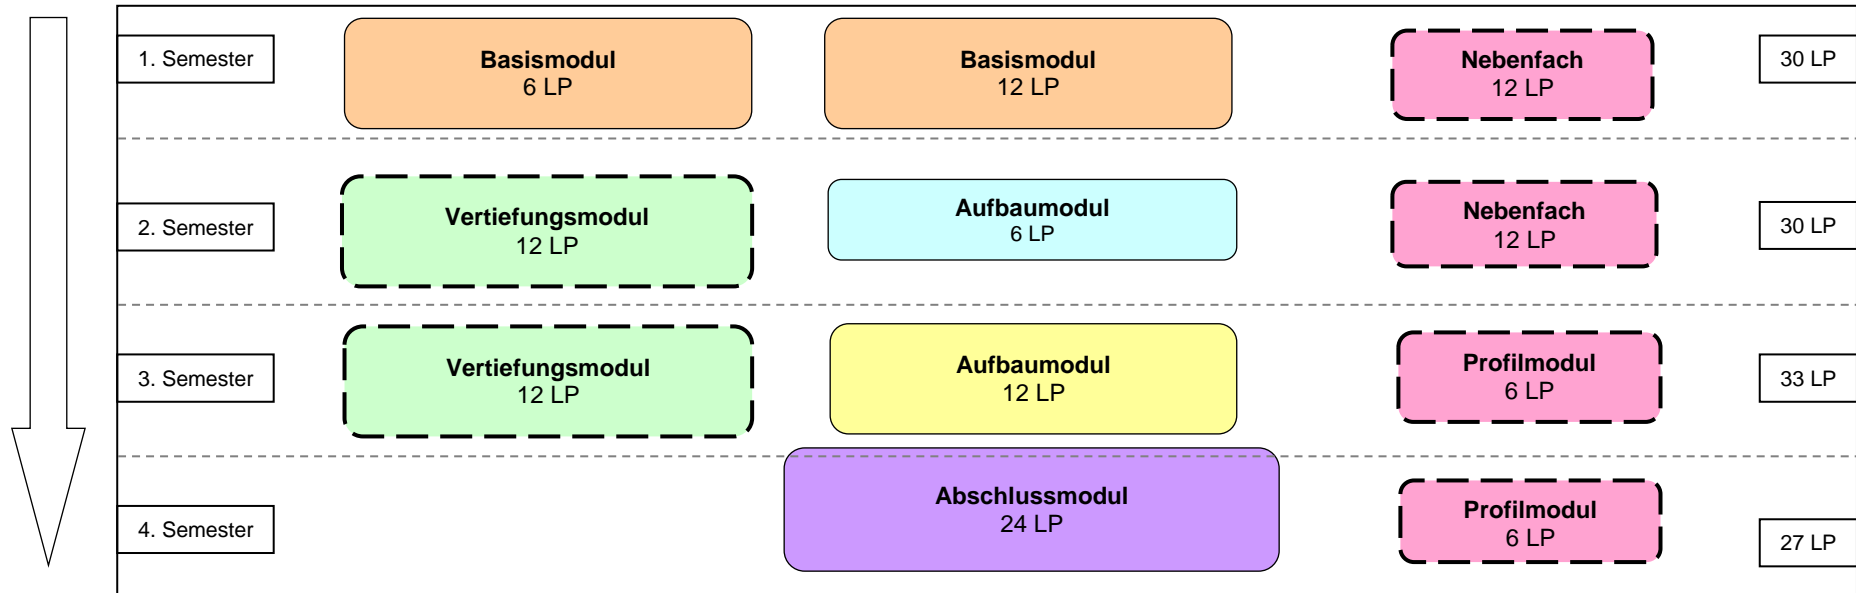 1. Semester
Basismodul
6 LP
Basismodul
12 LP
Nebenfach
12 LP
30 LP
2. Semester
Vertiefungsmodul
12 LP
Aufbaumodul
6 LP
Nebenfach
12 LP
30 LP
3. Semester
Vertiefungsmodul
12 LP
Aufbaumodul
12 LP
Profilmodul
6 LP
33 LP
4. Semester
Abschlussmodul
24 LP
Profilmodul
6 LP
27 LP